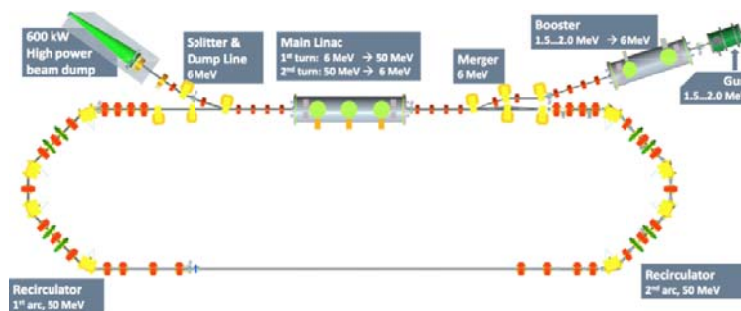 600 kW
High power
beam dump
Splitter &
Dump Line
6MeV
Main Linac
1st turn: 6 MeV → 50 MeV
2nd turn: 50 MeV → 6 MeV
Merger
6 MeV
Booster
1.5...2.0 MeV → 6MeV
Gu
1.5...2.0 Me
Recirculator
1st arc, 50 MeV
Recirculator
2nd arc, 50 MeV